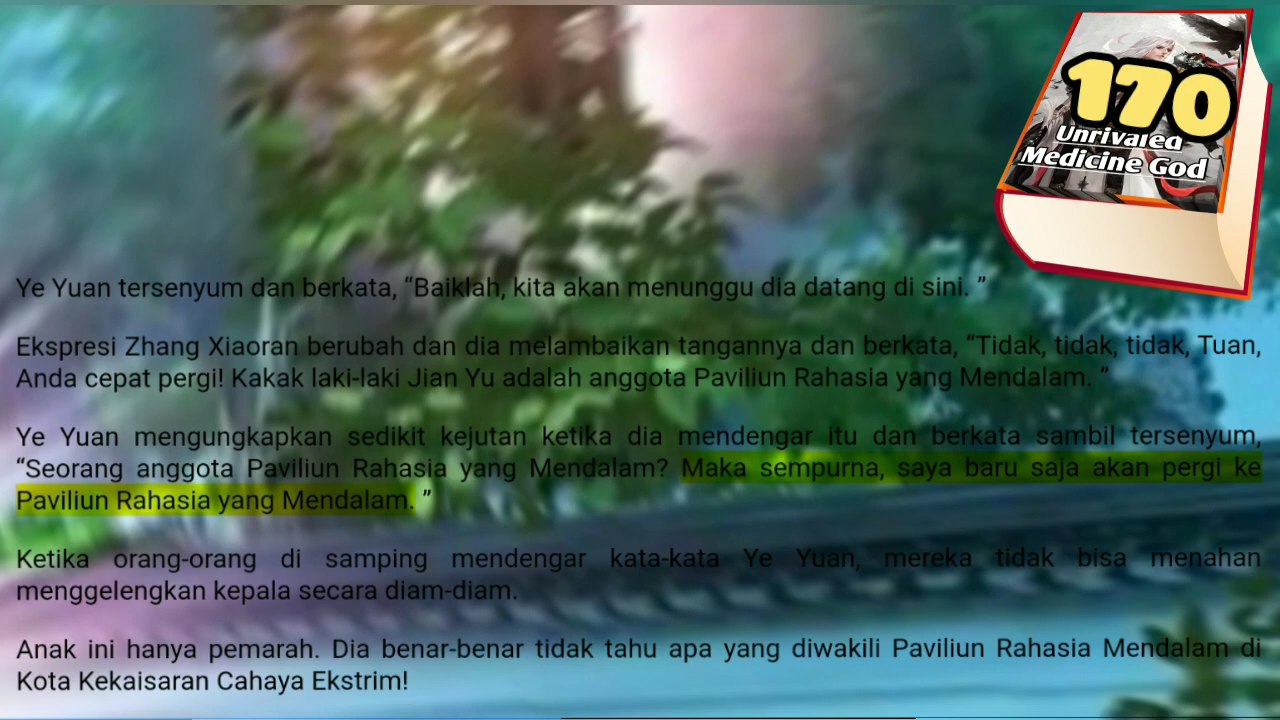 170
Unrivaled
Medicine God
Ye Yuan tersenyum dan berkata, “Baiklah, kita akan menunggu dia datang di sini. ”
Ekspresi Zhang Xiaoran berubah dan dia melambaikan tangannya dan berkata, “Tidak, tidak, tidak, Tuan,
Anda cepat pergi! Kakak laki-laki Jian Yu adalah anggota Paviliun Rahasia yang Mendalam. ”
Ye Yuan mengungkapkan sedikit kejutan ketika dia mendengar itu dan berkata sambil tersenyum,
“Seorang anggota Paviliun Rahasia yang Mendalam? Maka sempurna, saya baru saja akan pergi ke
Paviliun Rahasia yang Mendalam. ”
Ketika orang-orang di samping mendengar kata-kata Ye Yuan, mereka tidak bisa menahan
menggelengkan kepala secara diam-diam.
Anak ini hanya pemarah. Dia benar-benar tidak tahu apa yang diwakili Paviliun Rahasia Mendalam di
Kota Kekaisaran Cahaya Ekstrim!